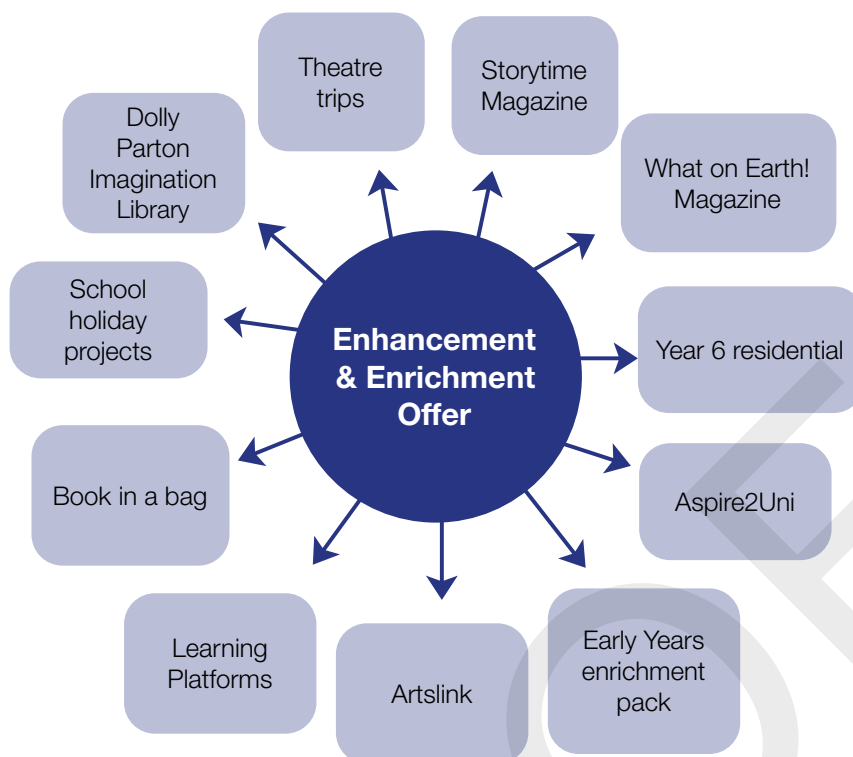 Theatre
trips
Storytime
Magazine
Dolly
Parton
Imagination
Library
What on Earth!
Magazine
School
holiday
projects
Enhancement
& Enrichment
Offer
Year 6 residential
Book in a bag
Aspire2Uni
Learning
Platforms
Artslink
Early Years
enrichment
pack